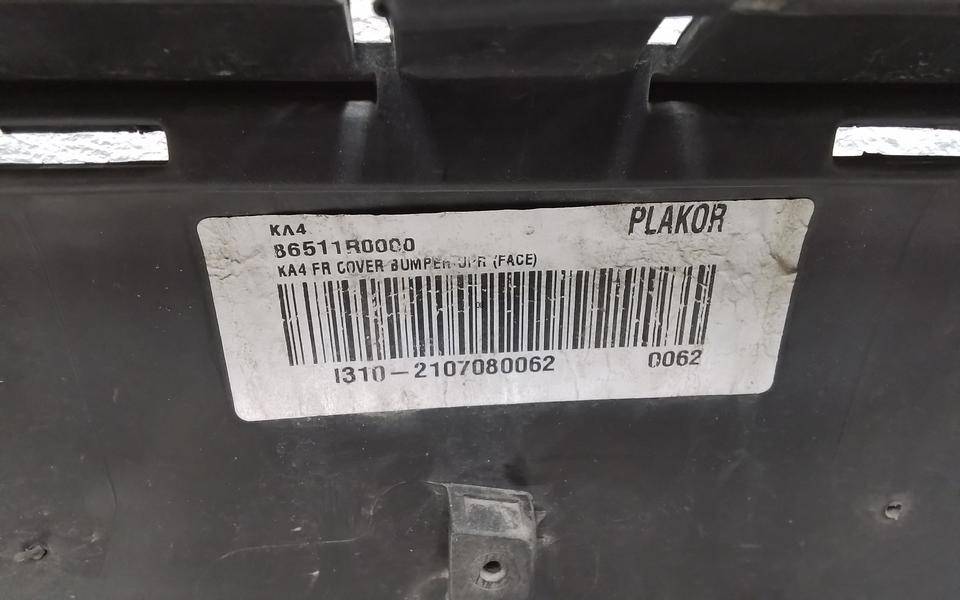 KA4
PLAKOR
86511R0000
KA4 FR COVER BUMPER-UPR (FACE)
I310-2107080062 0062